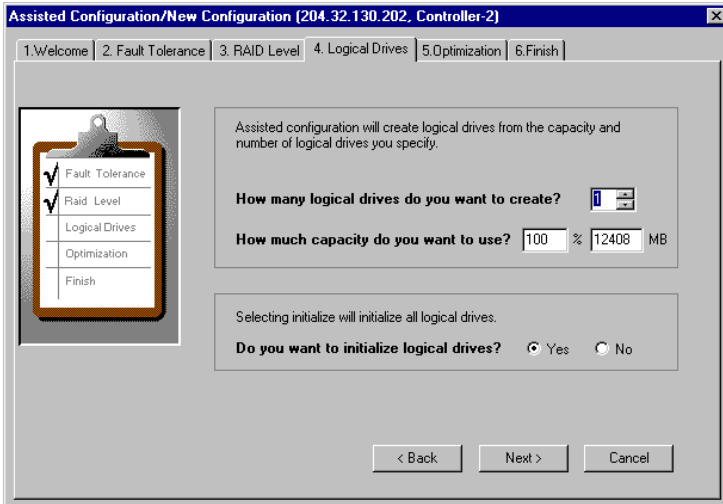 Assisted Configuration/New Configuration (204.32.130.202, Controller-2)
1.Welcome 2. Fault Tolerance 3. RAID Level 4. Logical Drives 5.Optimization 6.Finish
Fault Tolerance
Raid Level
Logical Drives
Optimization
Finish
Assisted configuration will create logical drives from the capacity and
number of logical drives you specify.
How many logical drives do you want to create? 1
How much capacity do you want to use? 100 % 12408 MB
Selecting initialize will initialize all logical drives.
Do you want to initialize logical drives? Yes No
< Back Next > Cancel